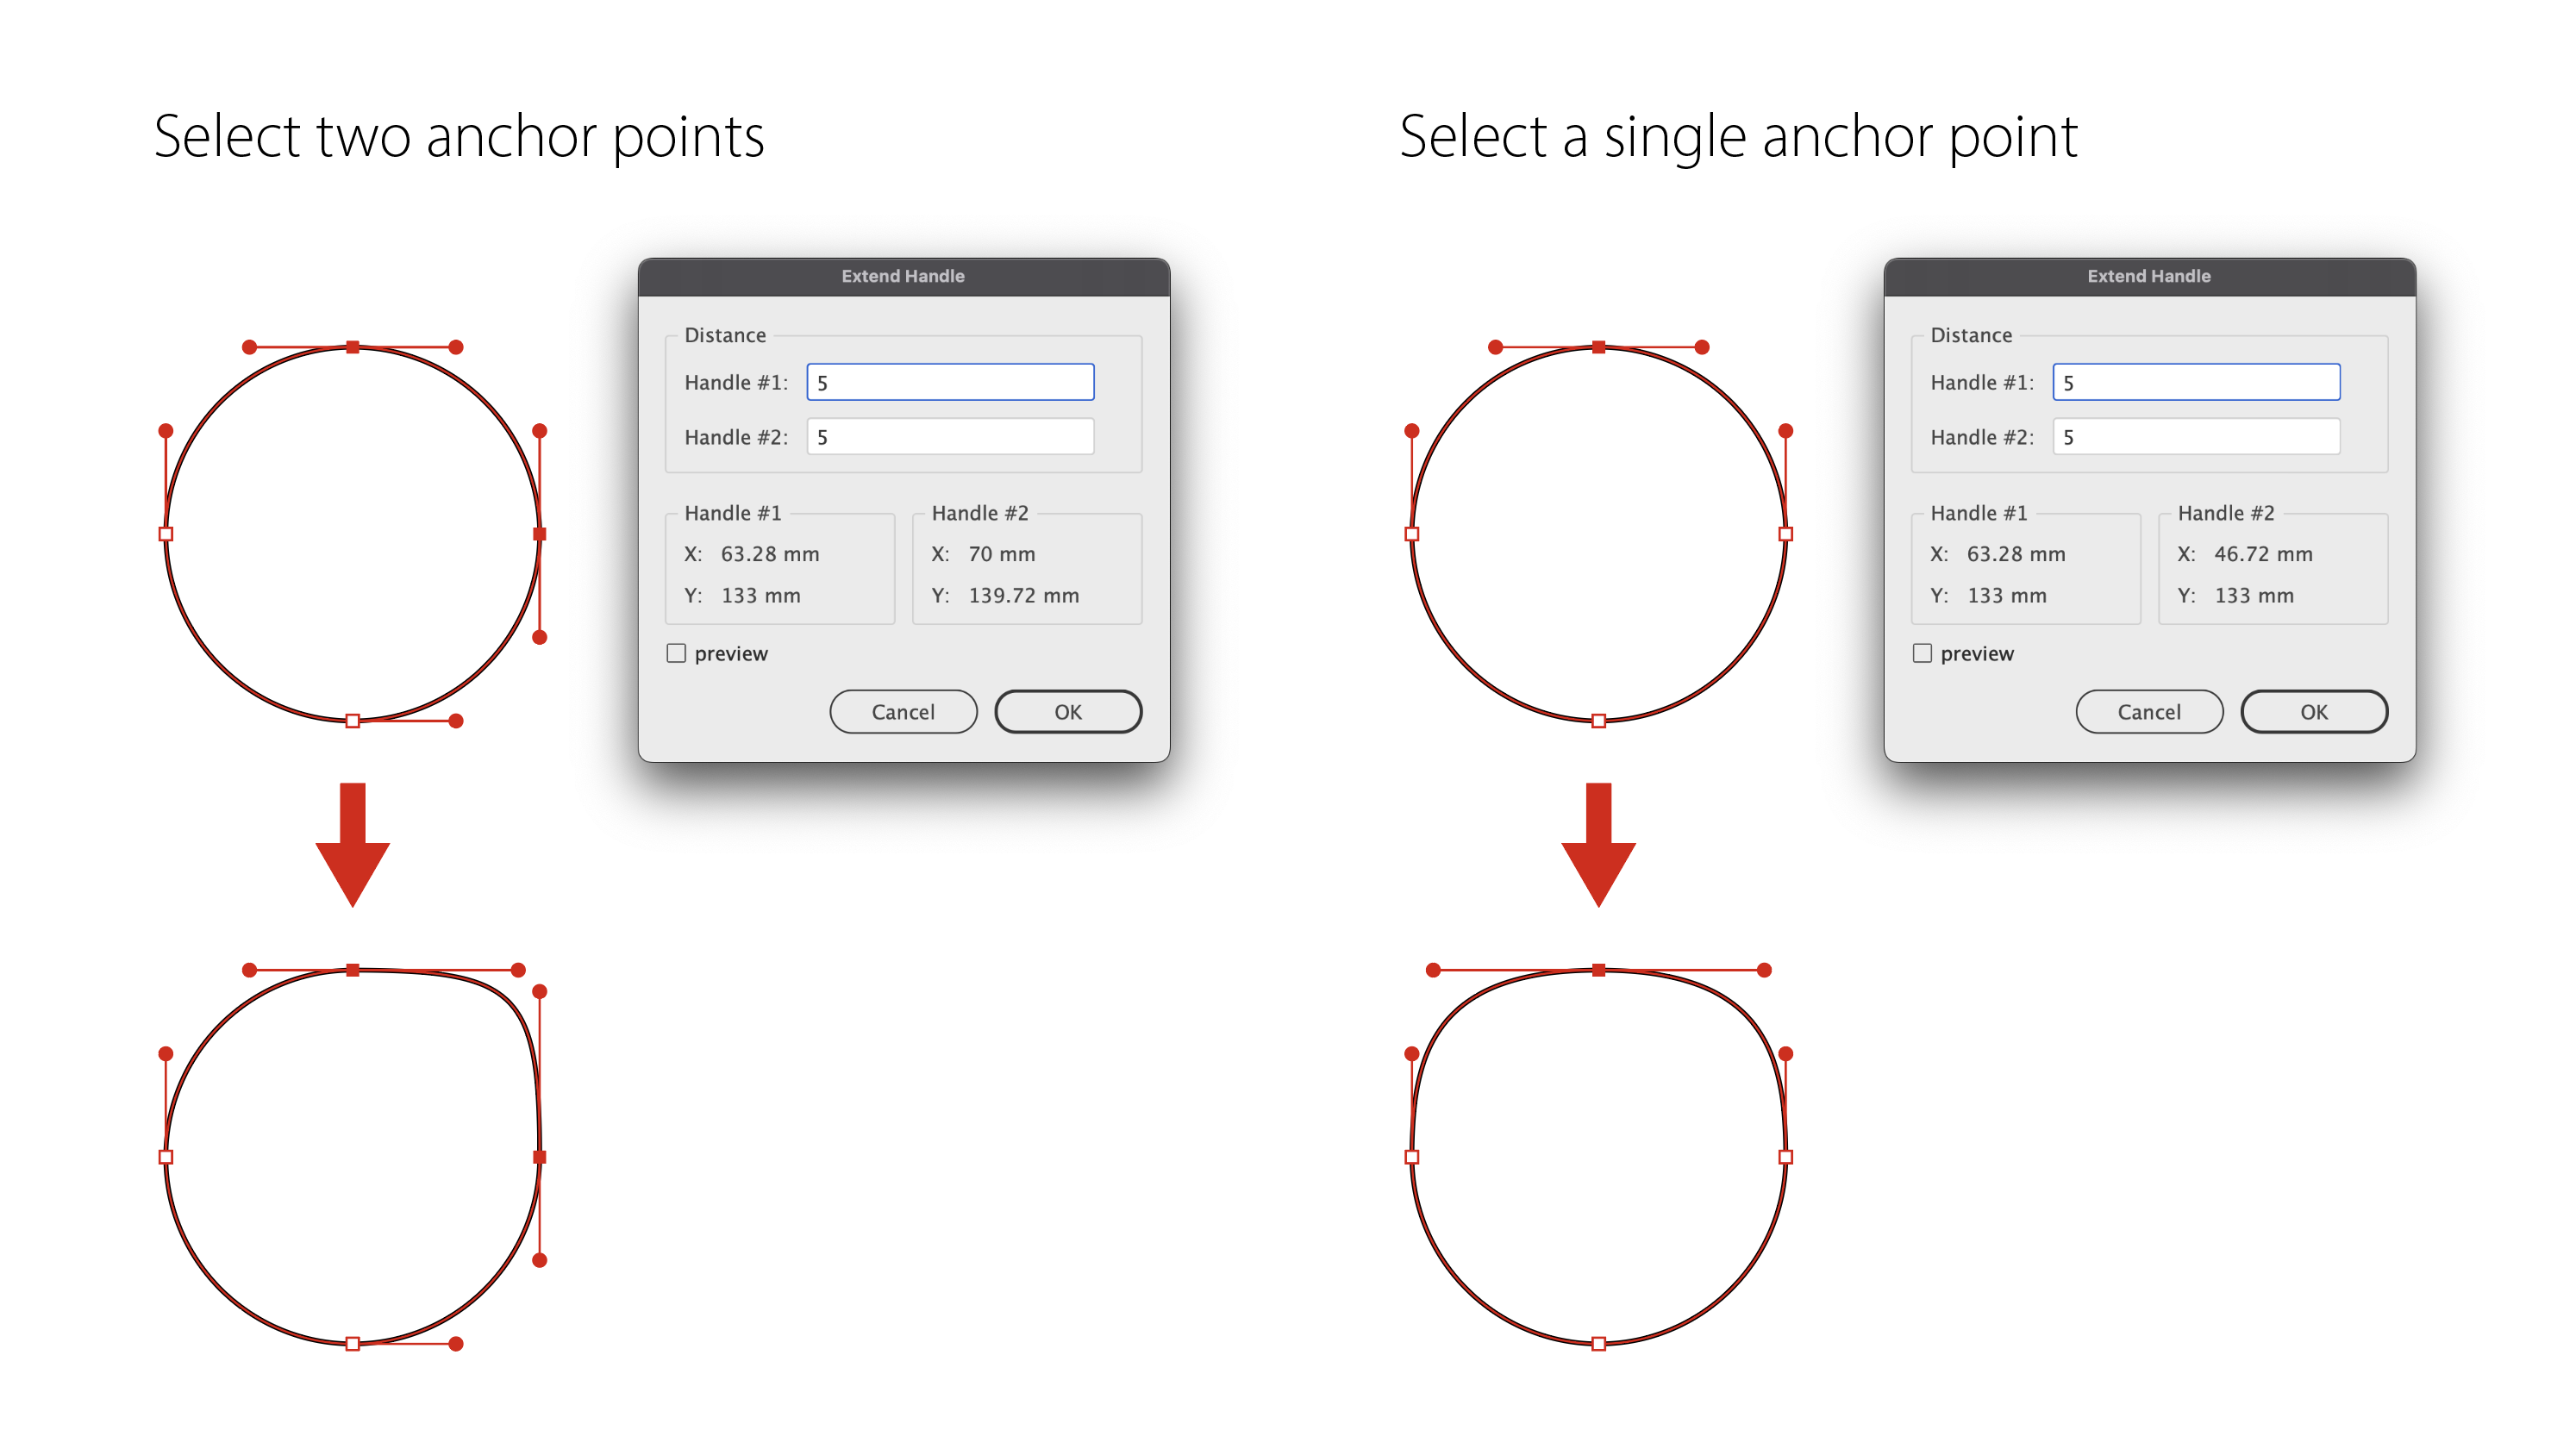 Select two anchor points
Extend Handle
Distance
Handle #1: 5
Handle #2: 5
Handle #1
X: 63.28 mm
Y: 133 mm
Handle #2
X: 70 mm
Y: 139.72 mm
preview
Cancel
OK
Select a single anchor point
Extend Handle
Distance
Handle #1: 5
Handle #2: 5
Handle #1
X: 63.28 mm
Y: 133 mm
Handle #2
X: 46.72 mm
Y: 133 mm
preview
Cancel
OK